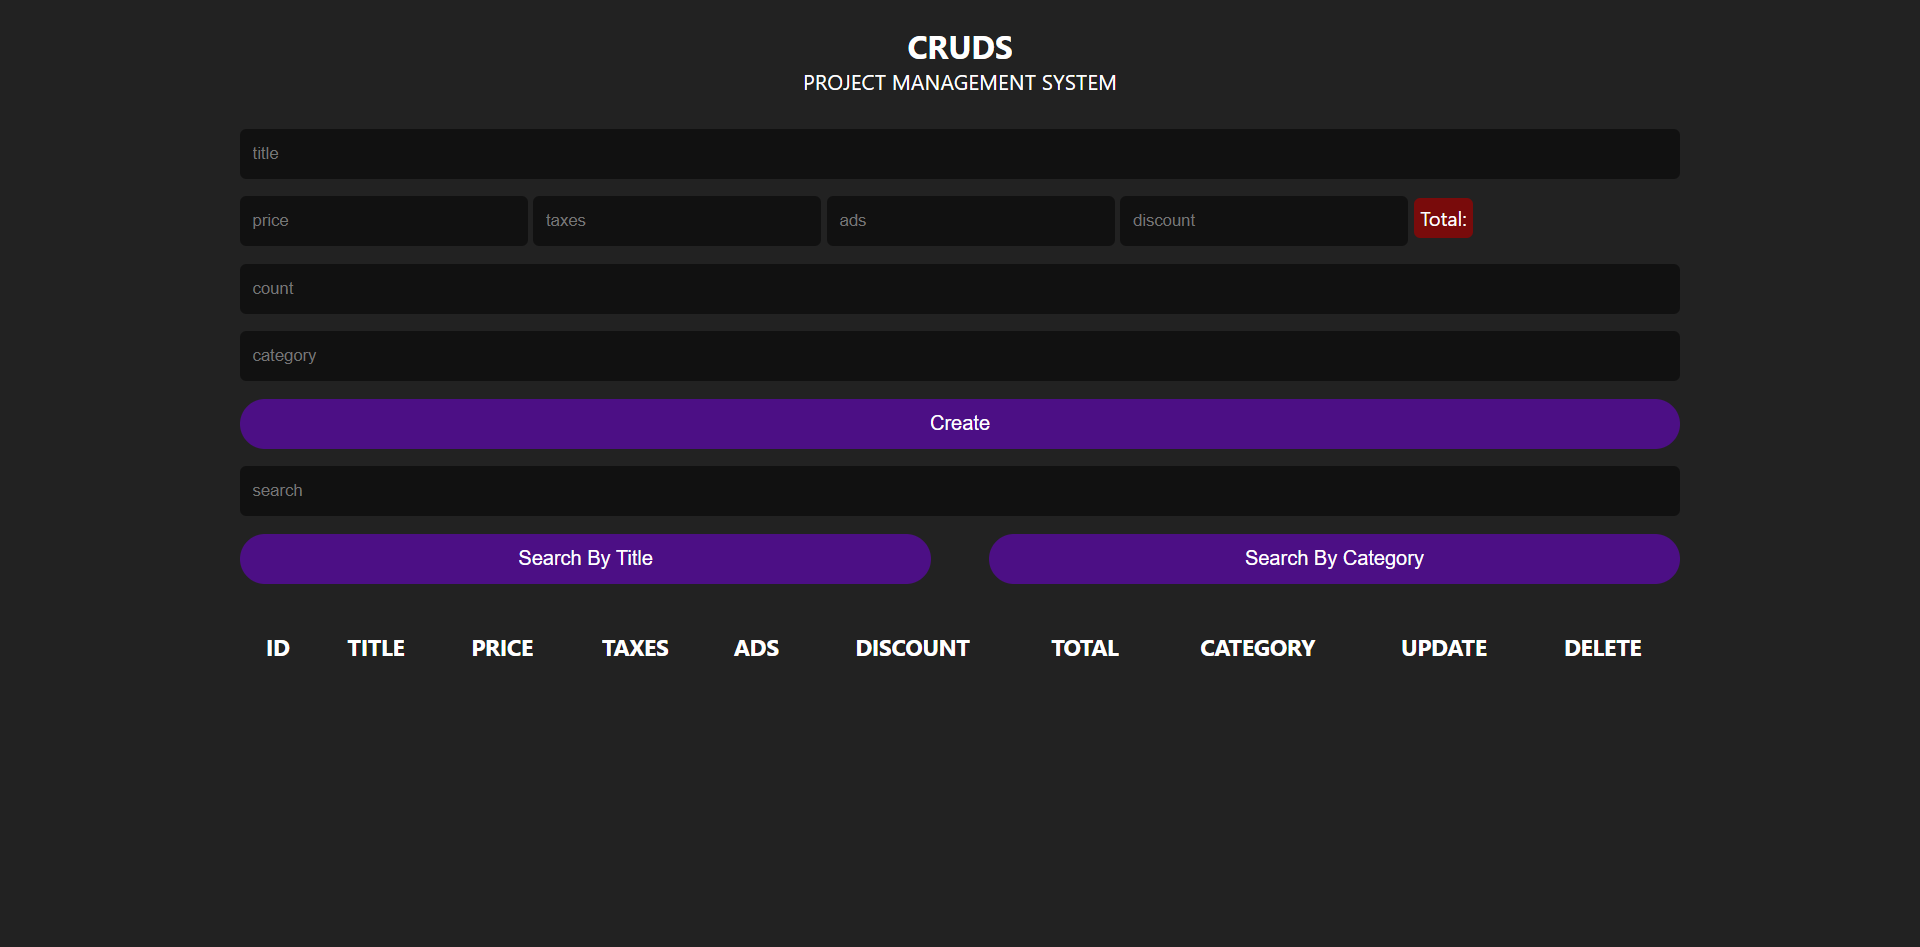 CRUDS
PROJECT MANAGEMENT SYSTEM
title
price taxes ads discount Total:
count
category
Create
search
Search By Title Search By Category
ID TITLE PRICE TAXES ADS DISCOUNT TOTAL CATEGORY UPDATE DELETE